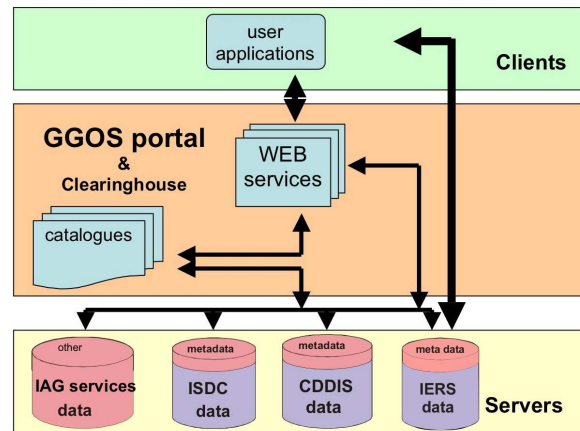 user
applications
Clients
GGOS portal
&
Clearinghouse
WEB
services
catalogues
other
IAG services
data
metadata
ISDC
data
metadata
CDDIS
data
meta data
IERS
data
Servers